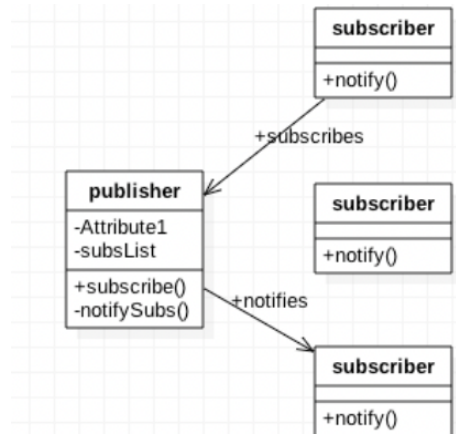 subscriber
+notify()
+subscribes
publisher
-Attribute1
-subsList
+subscribe()
-notifySubs()
subscriber
+notify()
+notifies
subscriber
+notify()